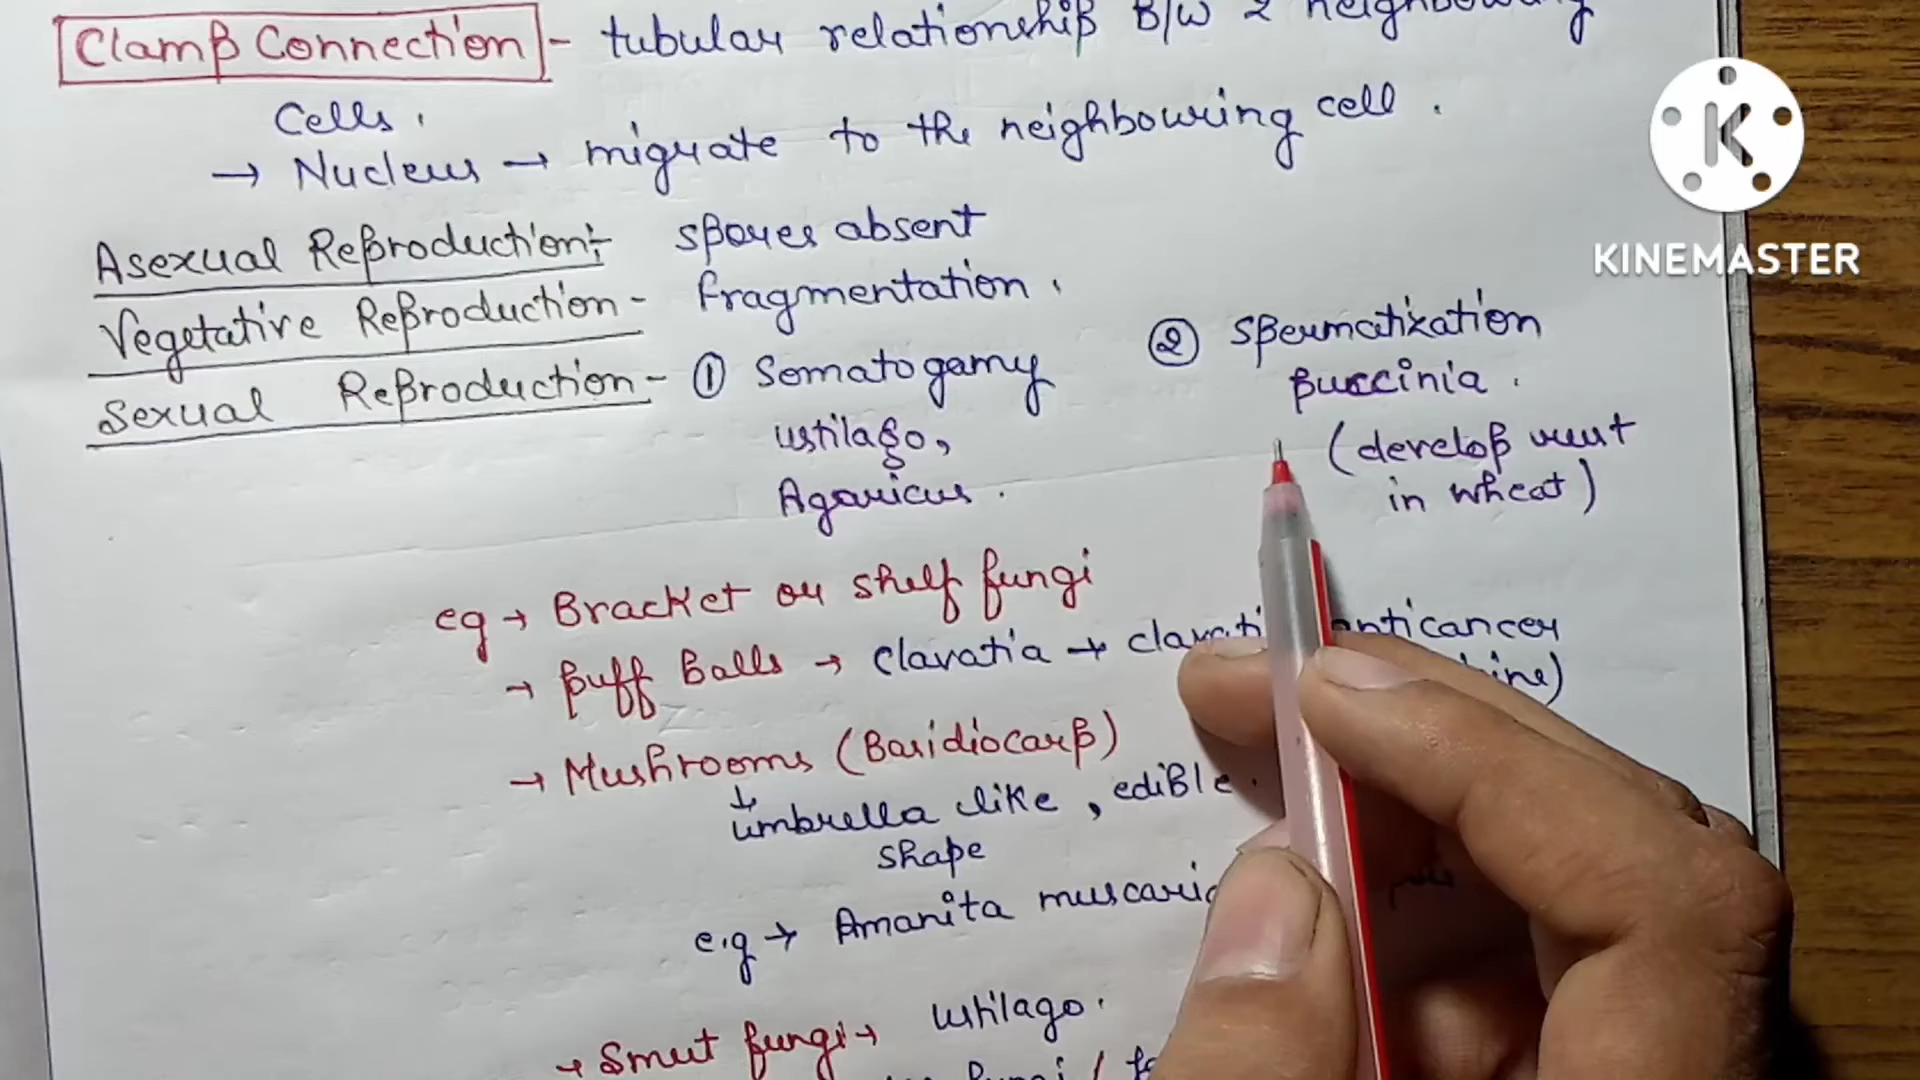 Clamp Connection - tubular relationship B/W 2 neighbouring
Cells.
→ Nucleus → migrate to the neighbouring cell.
Asexual Reproduction:- spores absent
Vegetative Reproduction - fragmentation.
Sexual Reproduction - ① Somatogamy
ustilago,
Agaricus.
② spermatization
puccinia.
(develop rust
in wheat)
eg → Bracket or shelf fungi
→ Puff Balls → clavatia → anticancer
→ Mushrooms (Basidiocarp)
↓
umbrella like, edible.
shape
e.g → Amanita
→ Smut fungi → ustilago.
KINEMASTER